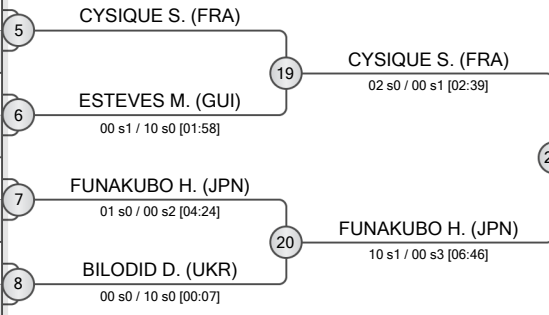 CYSIQUE S. (FRA)
5
19
CYSIQUE S. (FRA)
02 s0 / 00 s1 [02:39]
ESTEVES M. (GUI)
6
00 s1 / 10 s0 [01:58]
FUNAKUBO H. (JPN)
7
01 s0 / 00 s2 [04:24]
20
FUNAKUBO H. (JPN)
10 s1 / 00 s3 [06:46]
BILODID D. (UKR)
8
00 s0 / 10 s0 [00:07]